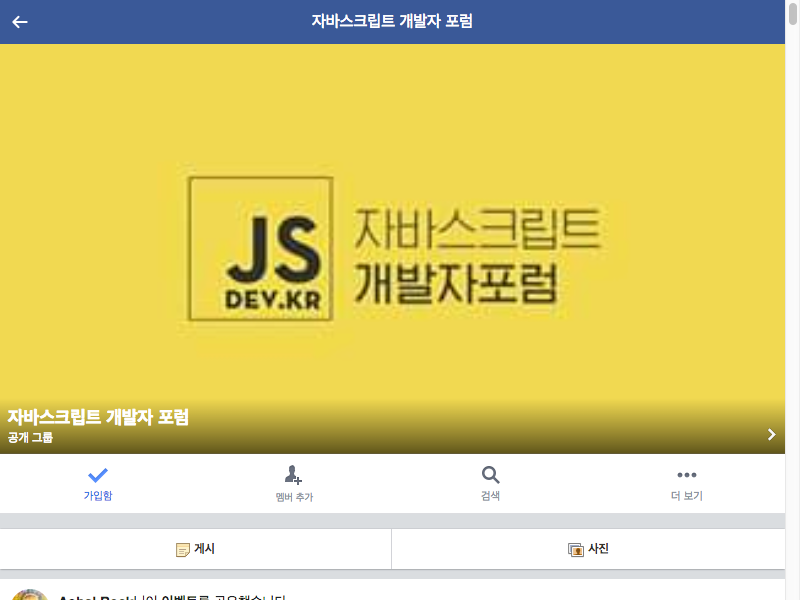 자바스크립트 개발자 포럼
JS
DEV.KR
자바스크립트
개발자포럼
자바스크립트 개발자 포럼
공개 그룹
가입함
멤버 추가
검색
더 보기
게시
사진